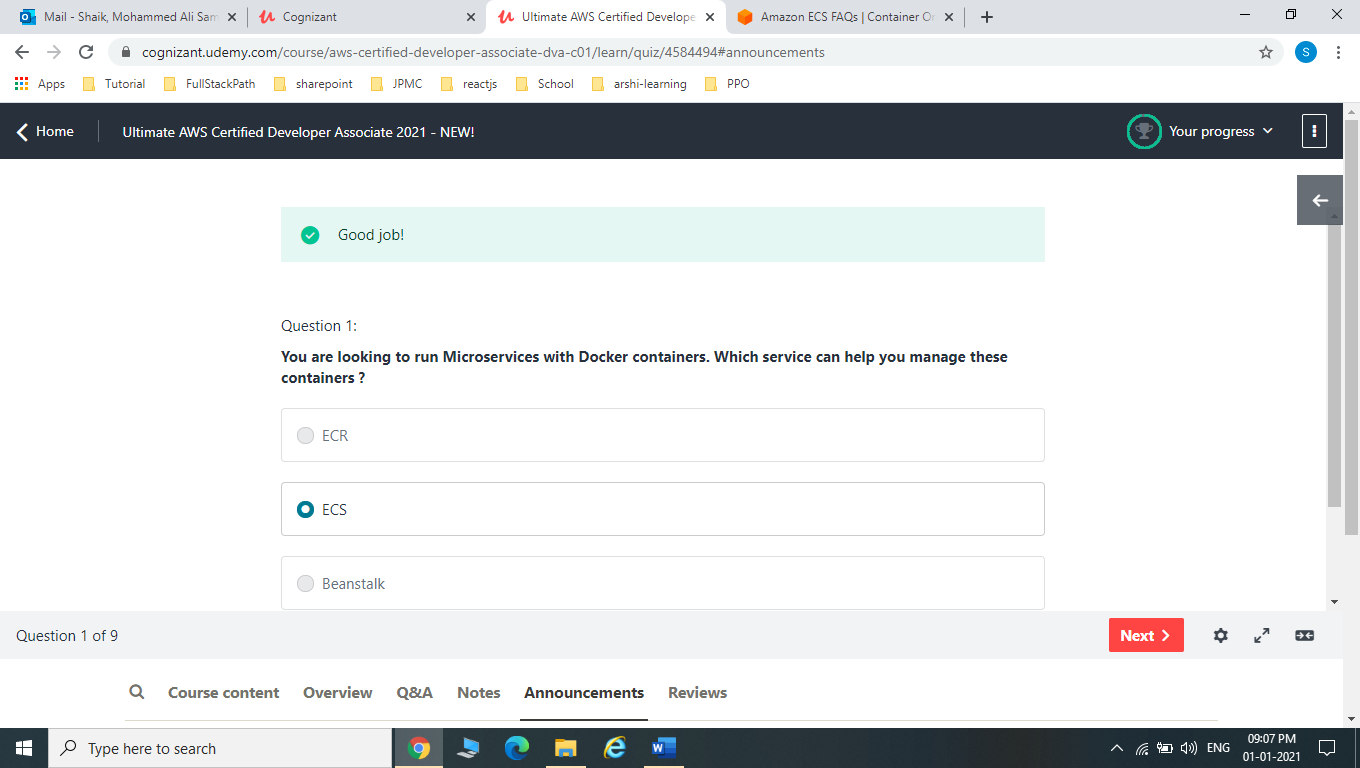 Mail - Shaik, Mohammed Ali Sam
Cognizant
Ultimate AWS Certified Develope
Amazon ECS FAQs | Container Or
cognizant.udemy.com/course/aws-certified-developer-associate-dva-c01/learn/quiz/4584494#announcements
S
Apps Tutorial FullStackPath sharepoint JPMC reactjs School arshi-learning PPO
Home Ultimate AWS Certified Developer Associate 2021 - NEW! Your progress
Good job!
Question 1:
You are looking to run Microservices with Docker containers. Which service can help you manage these
containers ?
ECR
ECS
Beanstalk
Question 1 of 9 Next
Course content Overview Q&A Notes Announcements Reviews
Type here to search ENG 09:07 PM
01-01-2021